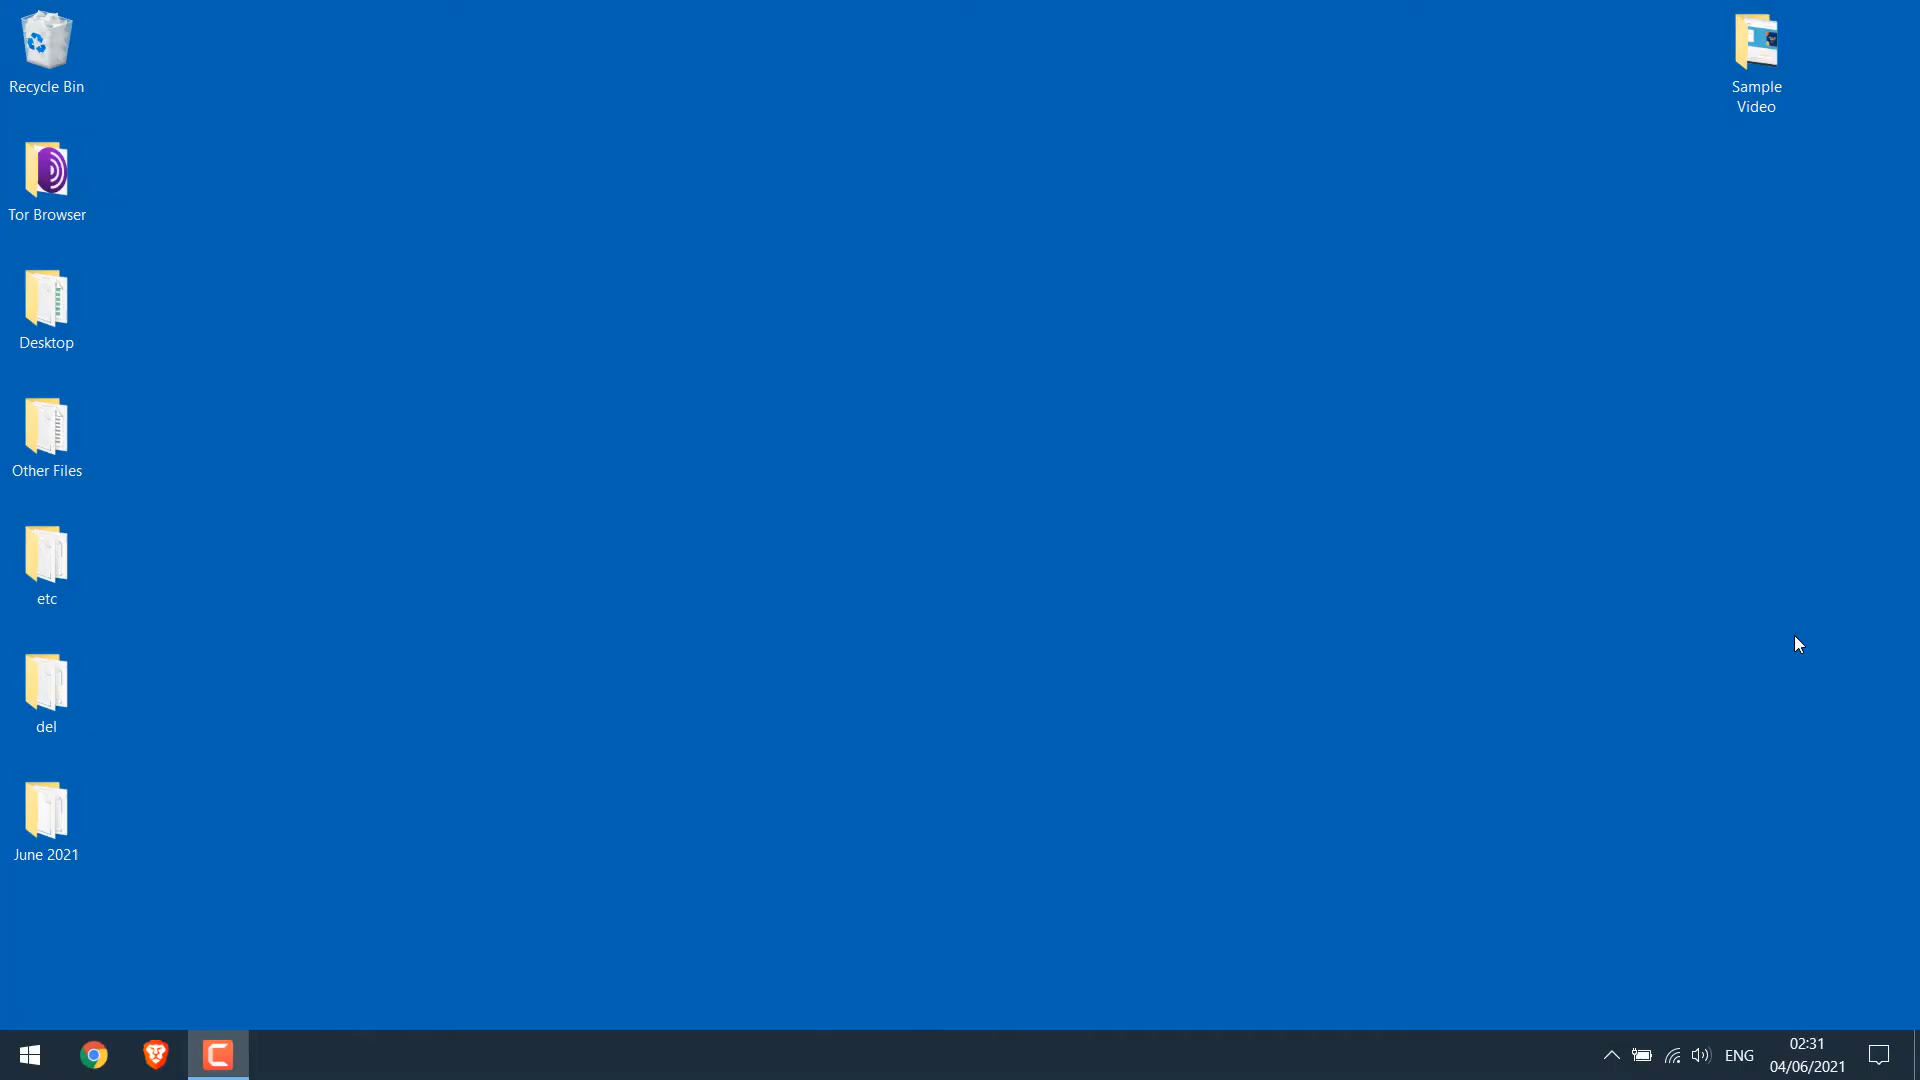 Recycle Bin
Tor Browser
Desktop
Other Files
etc
del
June 2021
Sample
Video
ENG
02:31
04/06/2021